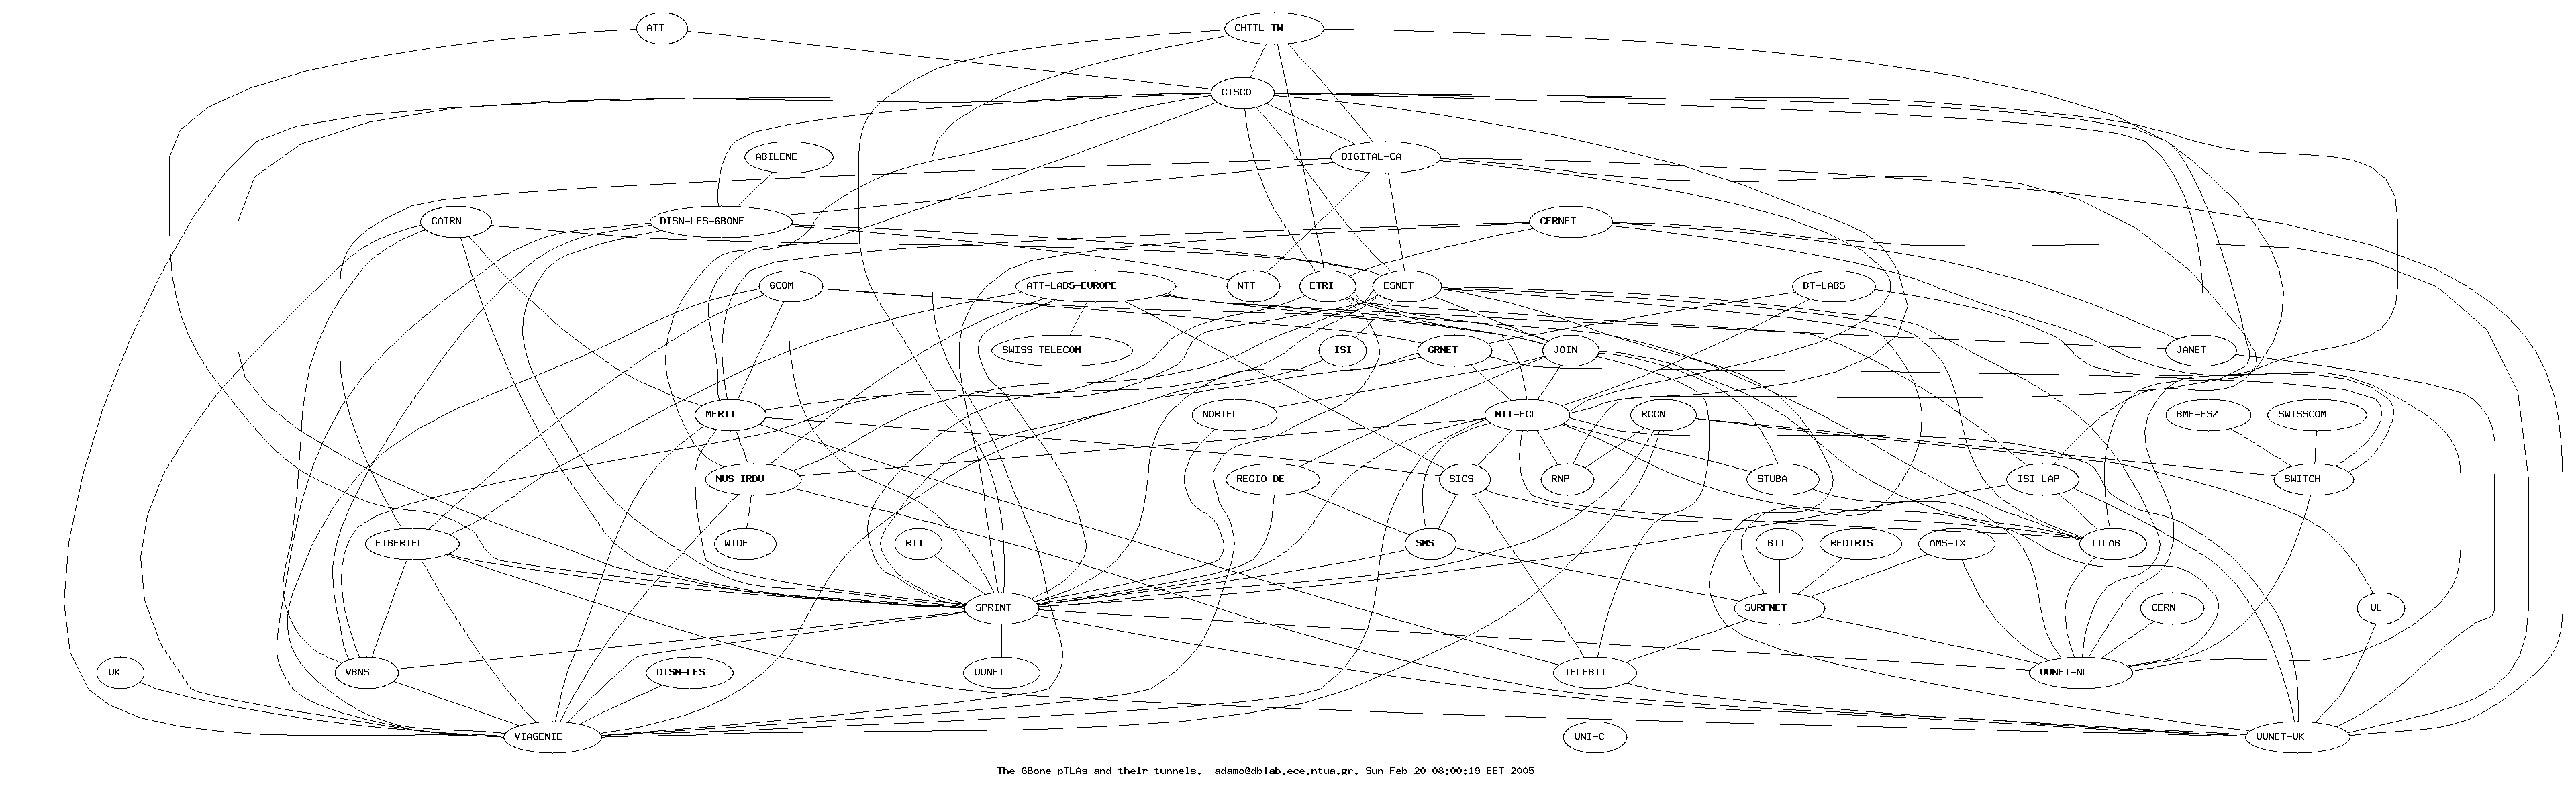 ATT
CHTTL-TW
CISCO
ABILENE
DIGITAL-CA
CAIRN
DISN-LES-6BONE
CERNET
6COM
ATT-LABS-EUROPE
NTT
ETRI
ESNET
BT-LABS
SWISS-TELECOM
ISI
GRNET
JOIN
JANET
MERIT
NORTEL
NTT-ECL
RCCN
BME-FSZ
SWISSCOM
NUS-IRDU
REGIO-DE
SICS
RNP
STUBA
ISI-LAP
SWITCH
FIBERTEL
WIDE
RIT
SMS
BIT
REDIRIS
AMS-IX
TILAB
SPRINT
SURFNET
CERN
UL
UK
VBNS
DISN-LES
UUNET
TELEBIT
UUNET-NL
VIAGENIE
UNI-C
UUNET-UK
The 6Bone pTLAs and their tunnels.  adamo@dblab.ece.ntua.gr. Sun Feb 20 08:00:19 EET 2005